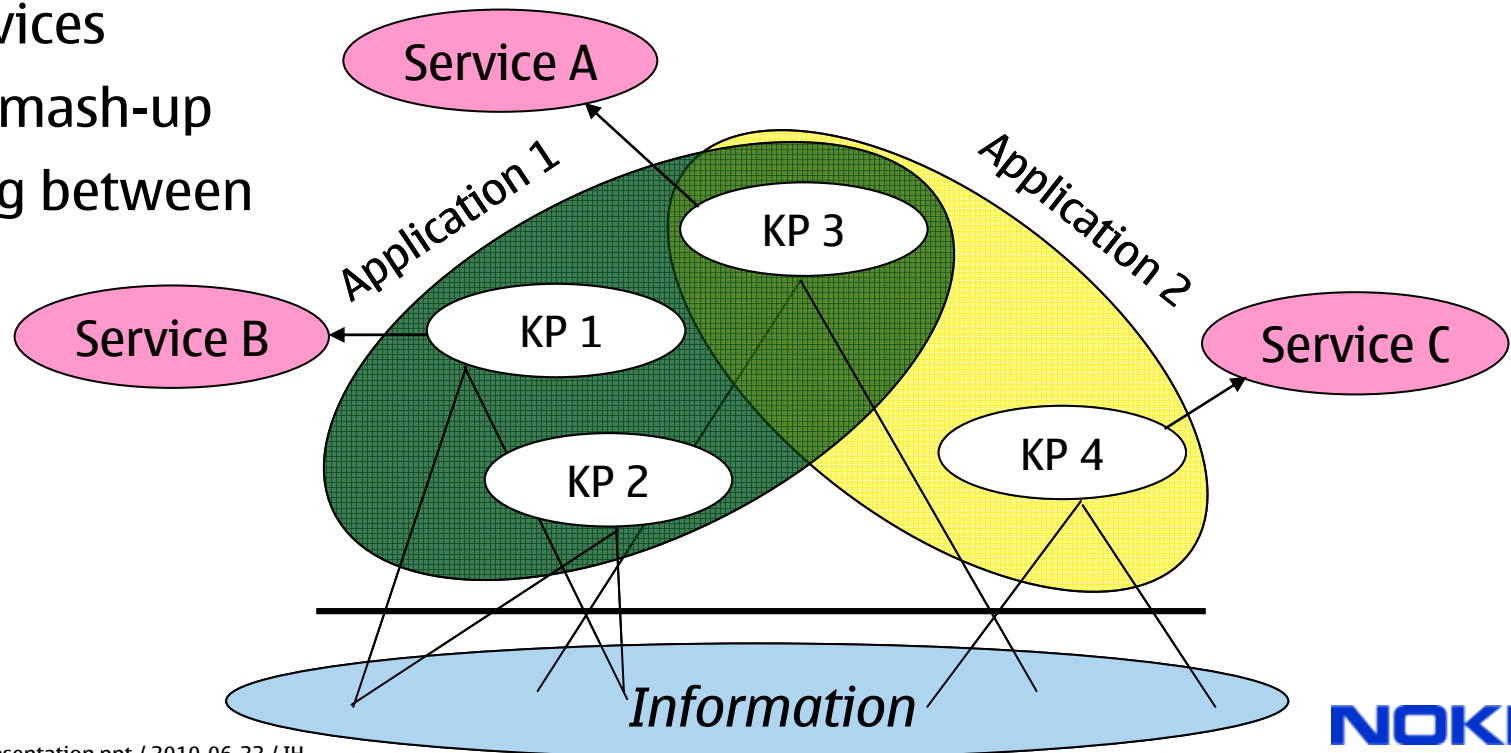 vices
mash-up
g between
Service A
Application 1
Application 2
KP 3
Service B
KP 1
Service C
KP 2
KP 4
Information
NOKI